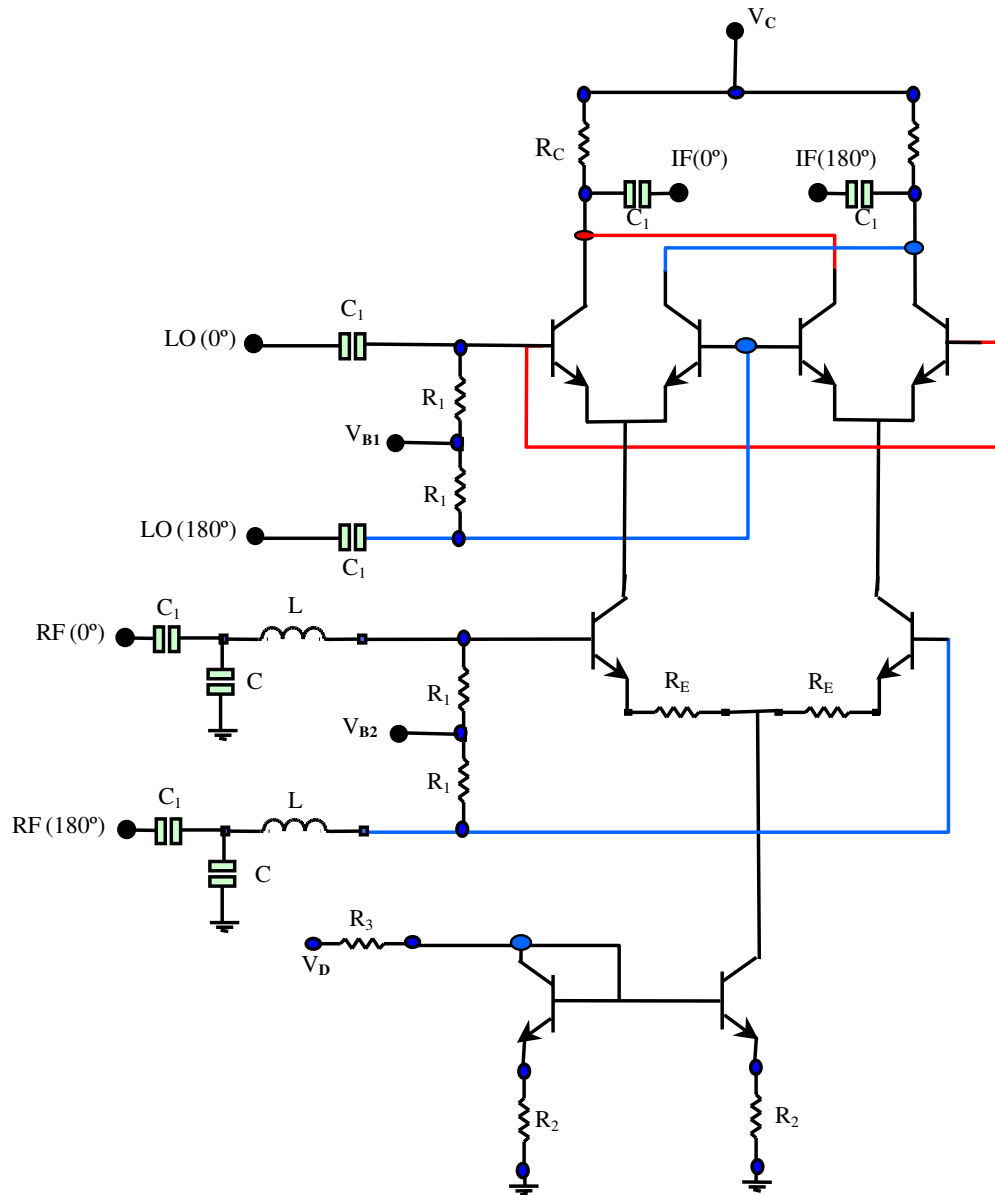 V_C
R_C
IF(0º)
IF(180º)
C_1
C_1
C_1
LO (0º)
R_1
V_B1
R_1
LO (180º)
C_1
C_1
L
RF (0º)
C
R_1
R_E
R_E
V_B2
R_1
C_1
L
RF (180º)
C
R_3
V_D
R_2
R_2